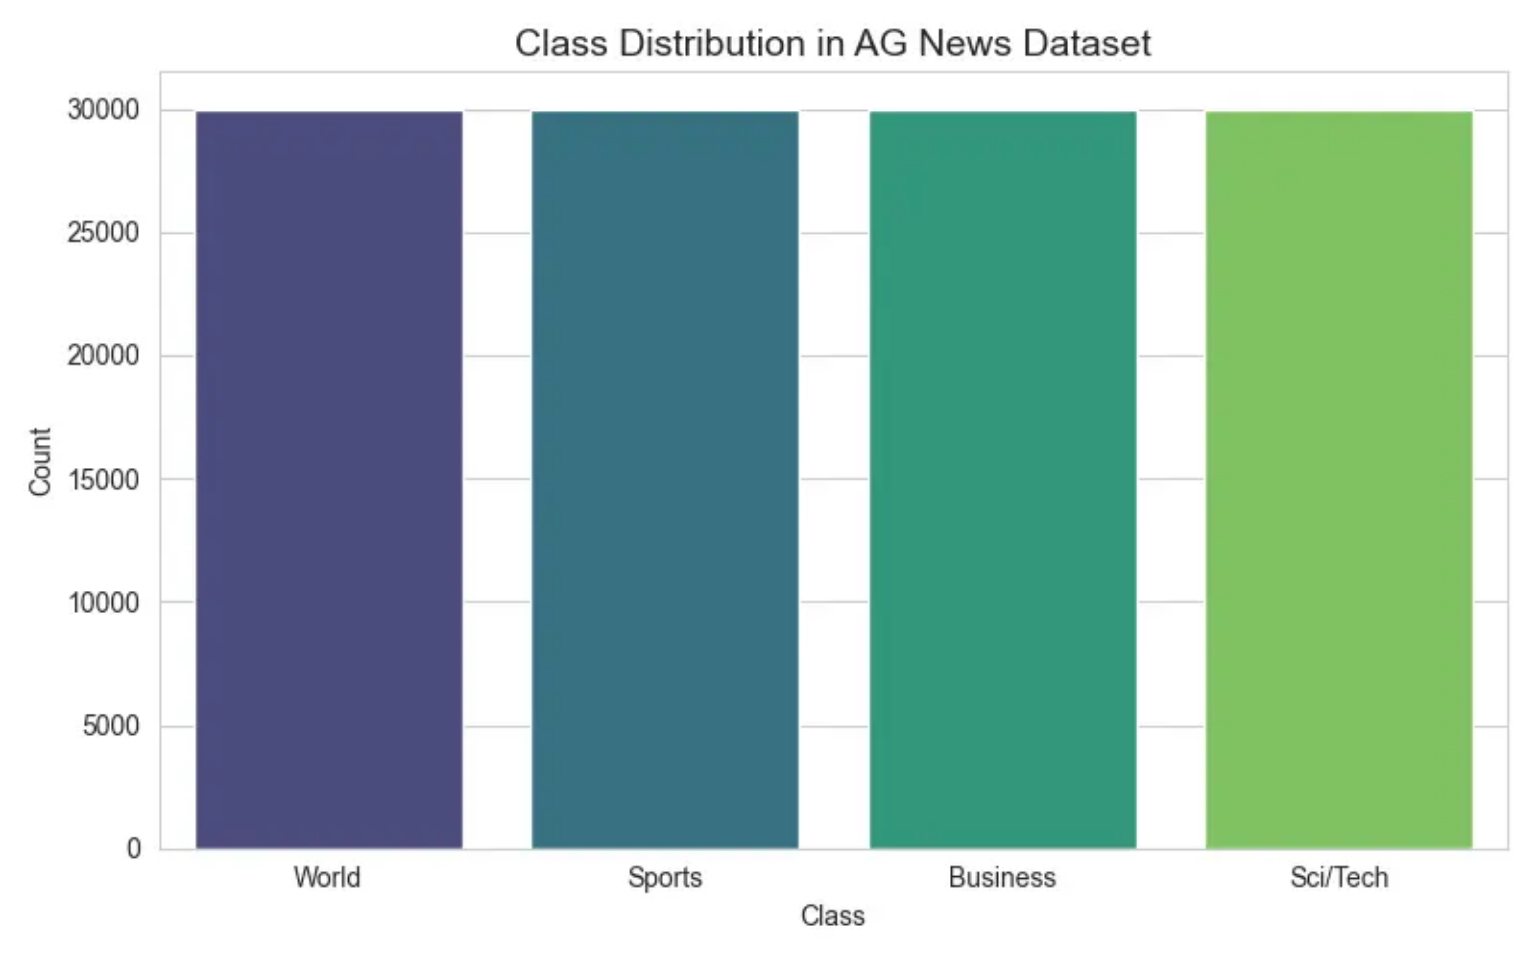 Class Distribution in AG News Dataset
30000
25000
20000
15000
10000
5000
0
Count
World Sports Business Sci/Tech
Class